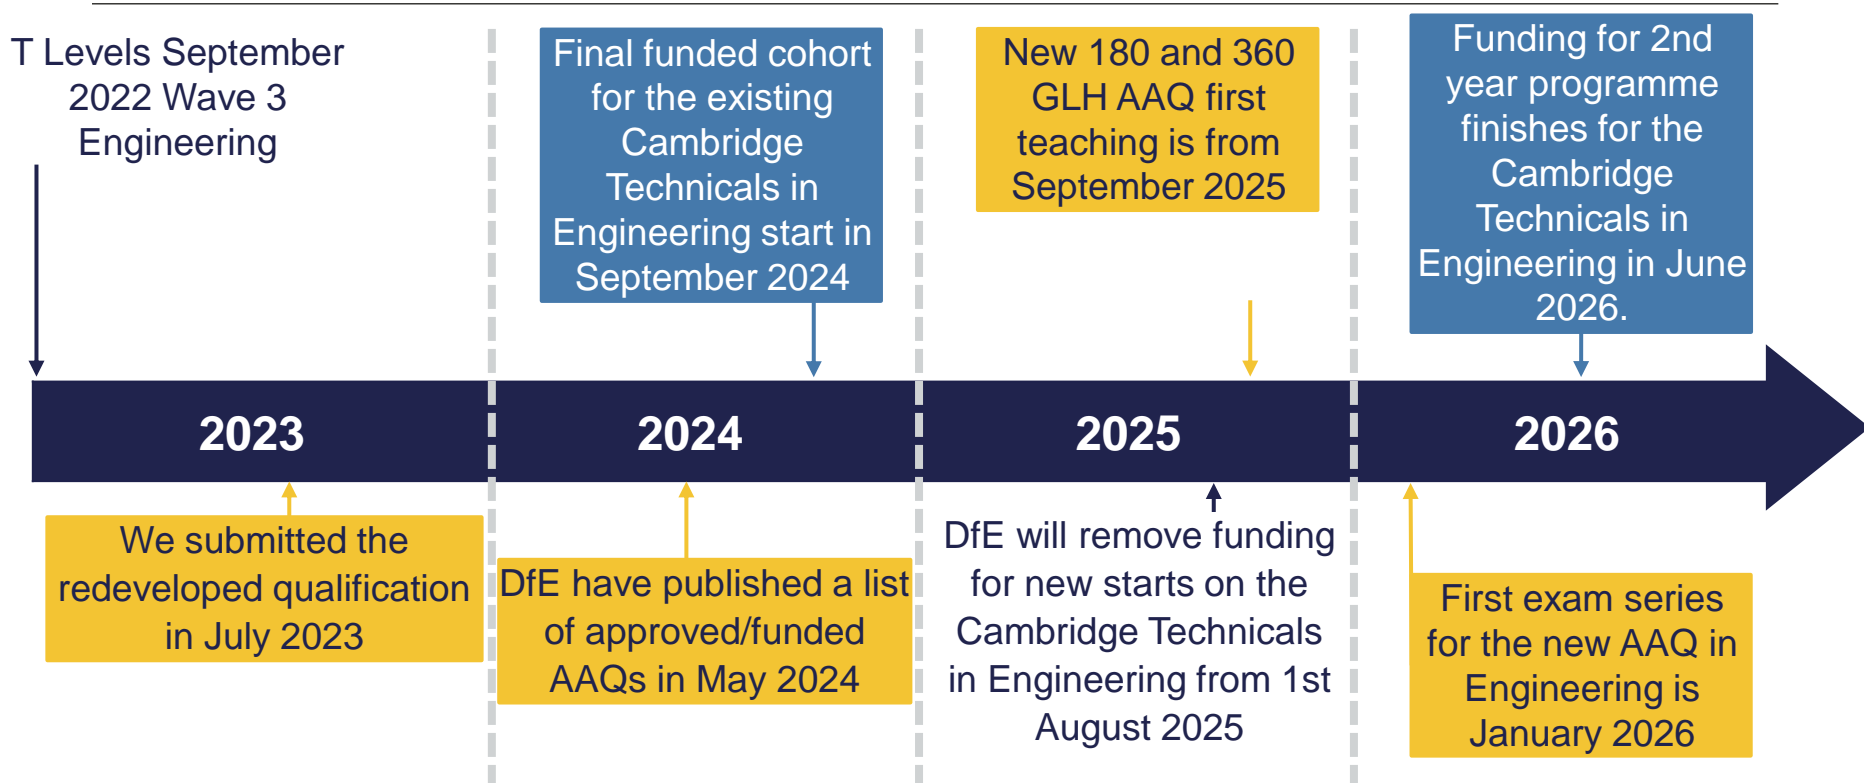 T Levels September
2022 Wave 3
Engineering
Final funded cohort
for the existing
Cambridge
Technicals in
Engineering start in
September 2024
New 180 and 360
GLH AAQ first
teaching is from
September 2025
Funding for 2nd
year programme
finishes for the
Cambridge
Technicals in
Engineering in June
2026.
2023
2024
2025
2026
We submitted the
redeveloped qualification
in July 2023
DfE have published a list
of approved/funded
AAQs in May 2024
DfE will remove funding
for new starts on the
Cambridge Technicals
in Engineering from 1st
August 2025
First exam series
for the new AAQ in
Engineering is
January 2026